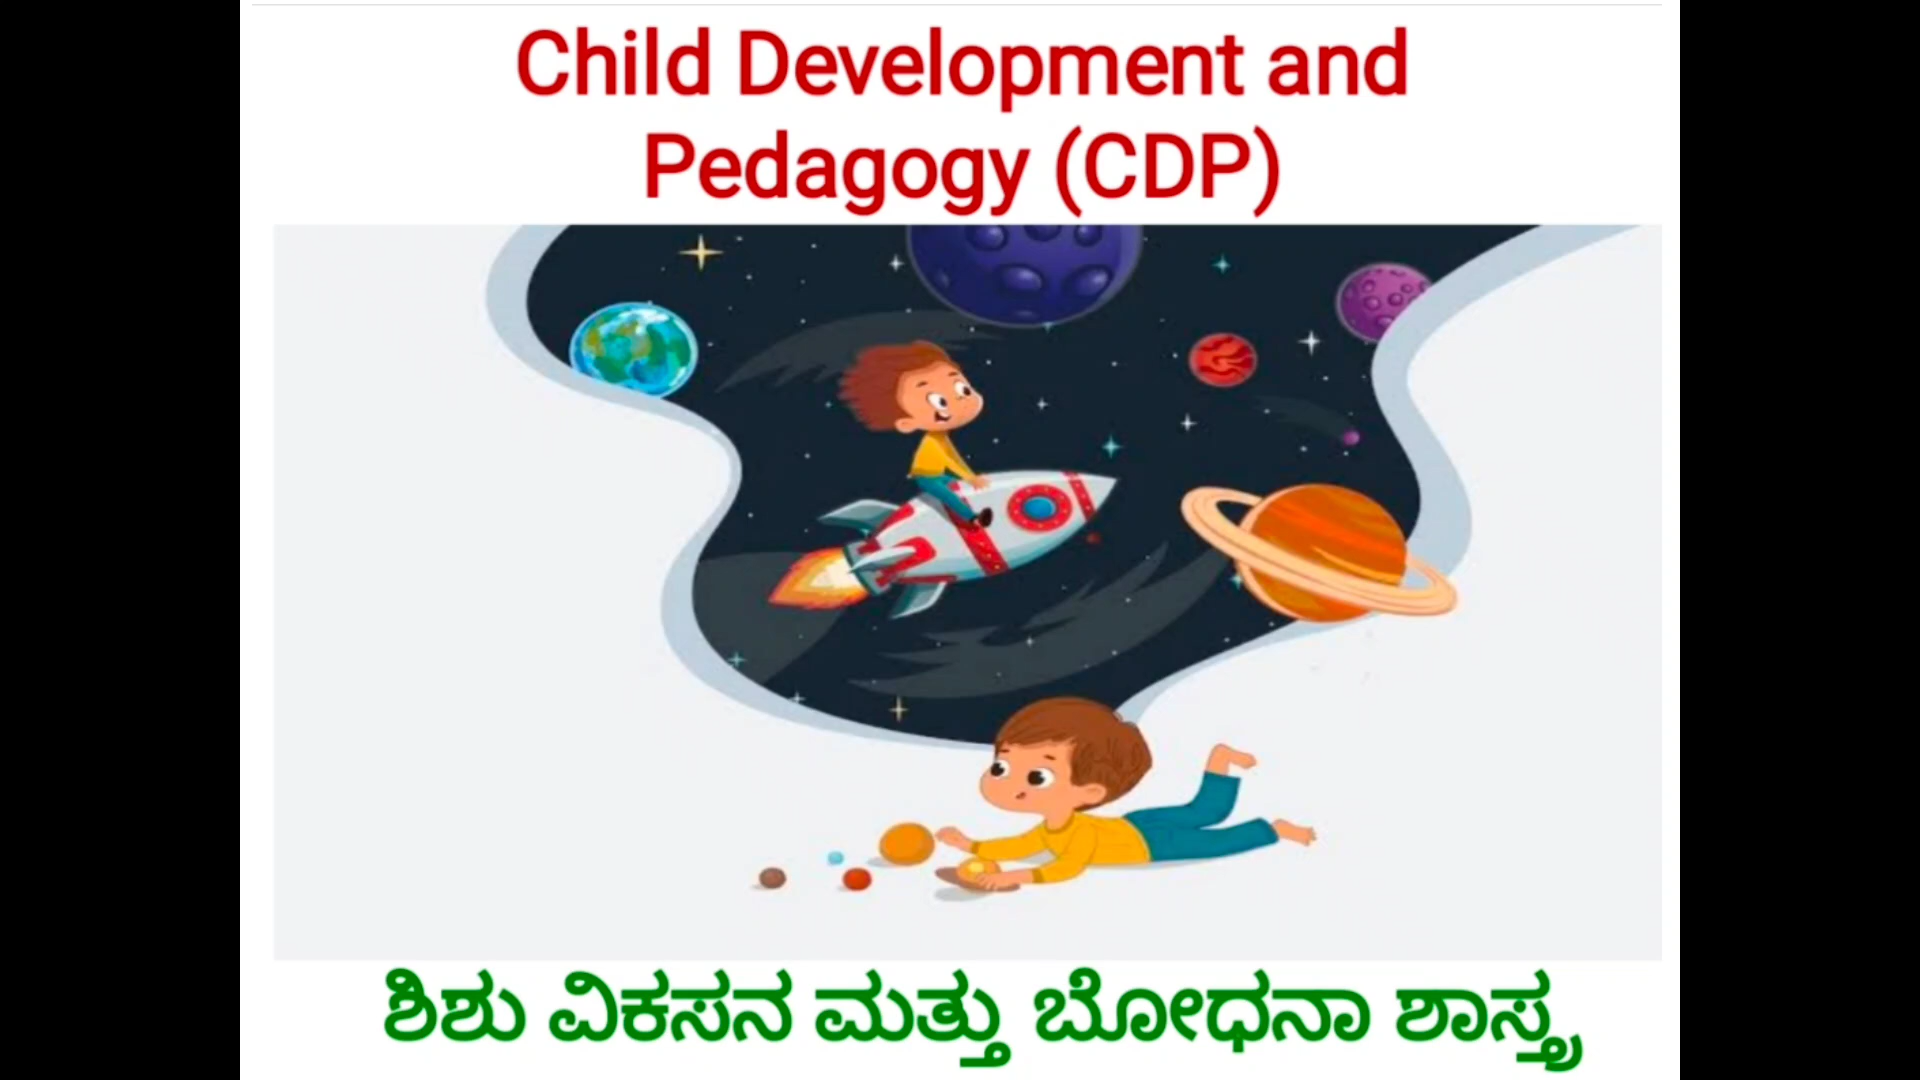 Child Development and
Pedagogy (CDP)
ಶಿಶು ವಿಕಸನ ಮತ್ತು ಬೋಧನಾ ಶಾಸ್ತೃ